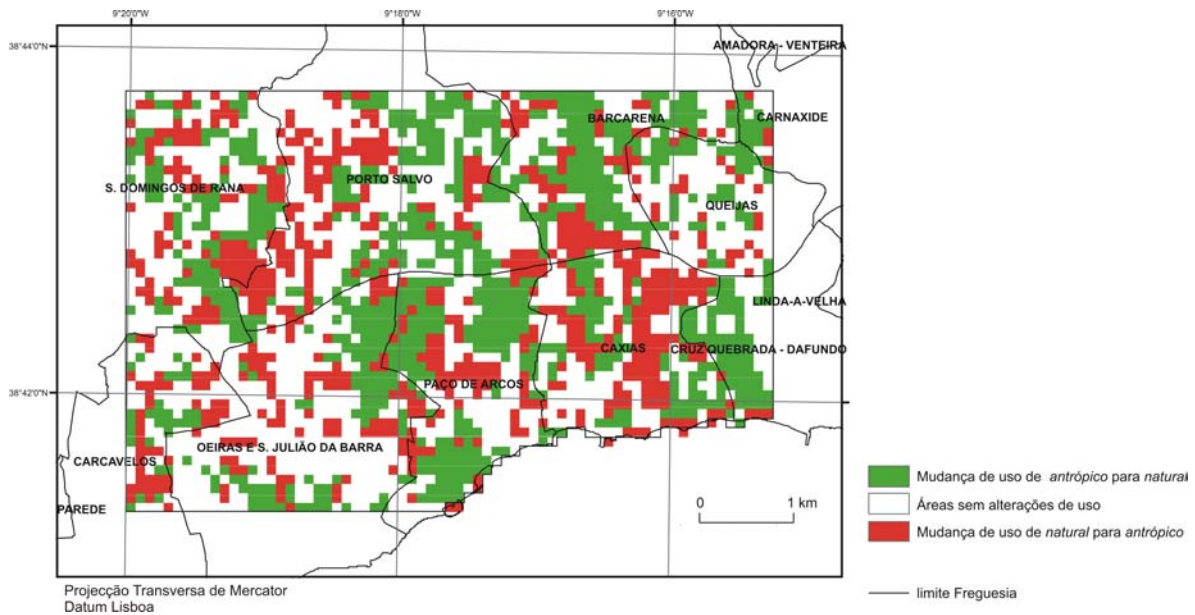 9°20'0"W 9°18'0"W 9°16'0"W
38°44'0"N
AMADORA - VENTEIRA
BARCARENA
CARNAXIDE
PORTO SALVO
S. DOMINGOS DE RANA
QUEIJAS
LINDA-A-VELHA
CAXIAS
CRUZ QUEBRADA - DAFUNDO
PAÇO DE ARCOS
38°42'0"N
OEIRAS E S. JULIÃO DA BARRA
CARCAVELOS
PAREDE
0 1 km
Mudança de uso de antrópico para natural
Áreas sem alterações de uso
Mudança de uso de natural para antrópico
limite Freguesia
Projecção Transversa de Mercator
Datum Lisboa